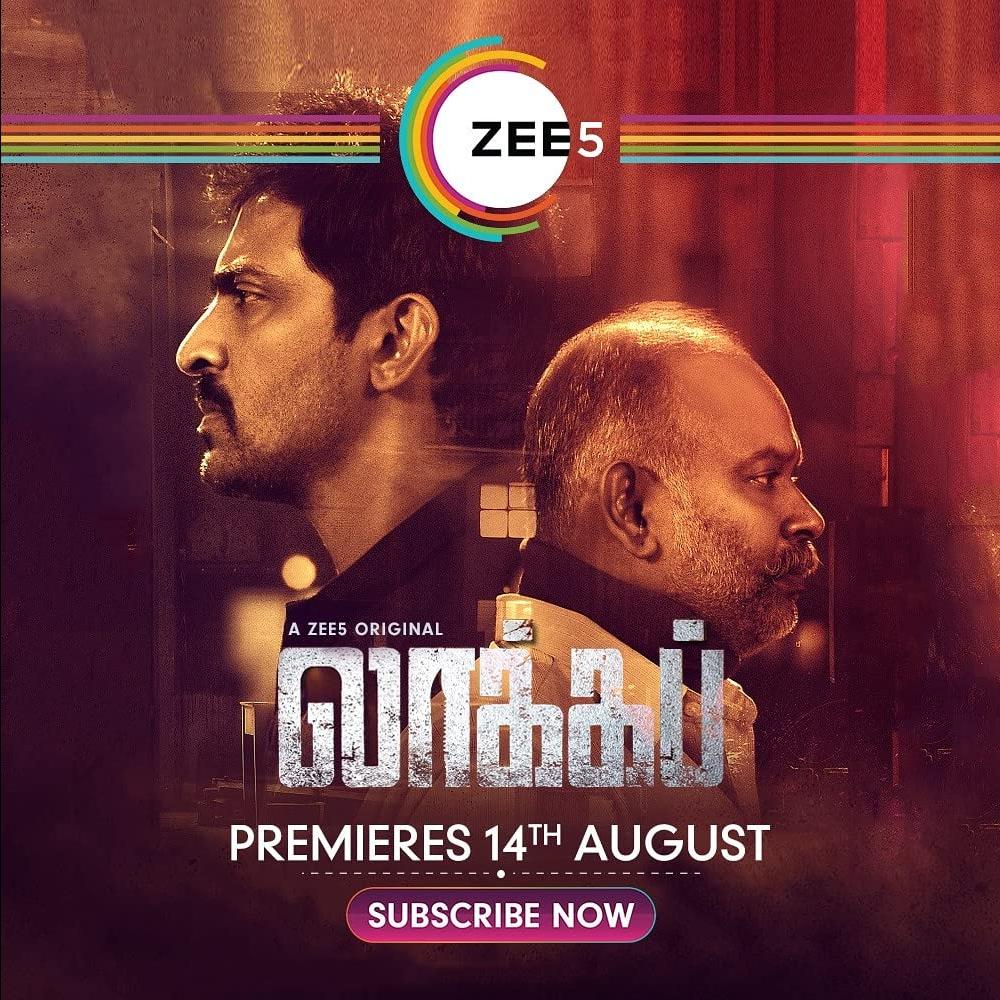 ZEE5
A ZEE5 ORIGINAL
லாக்கப்
PREMIERES 14TH AUGUST
SUBSCRIBE NOW